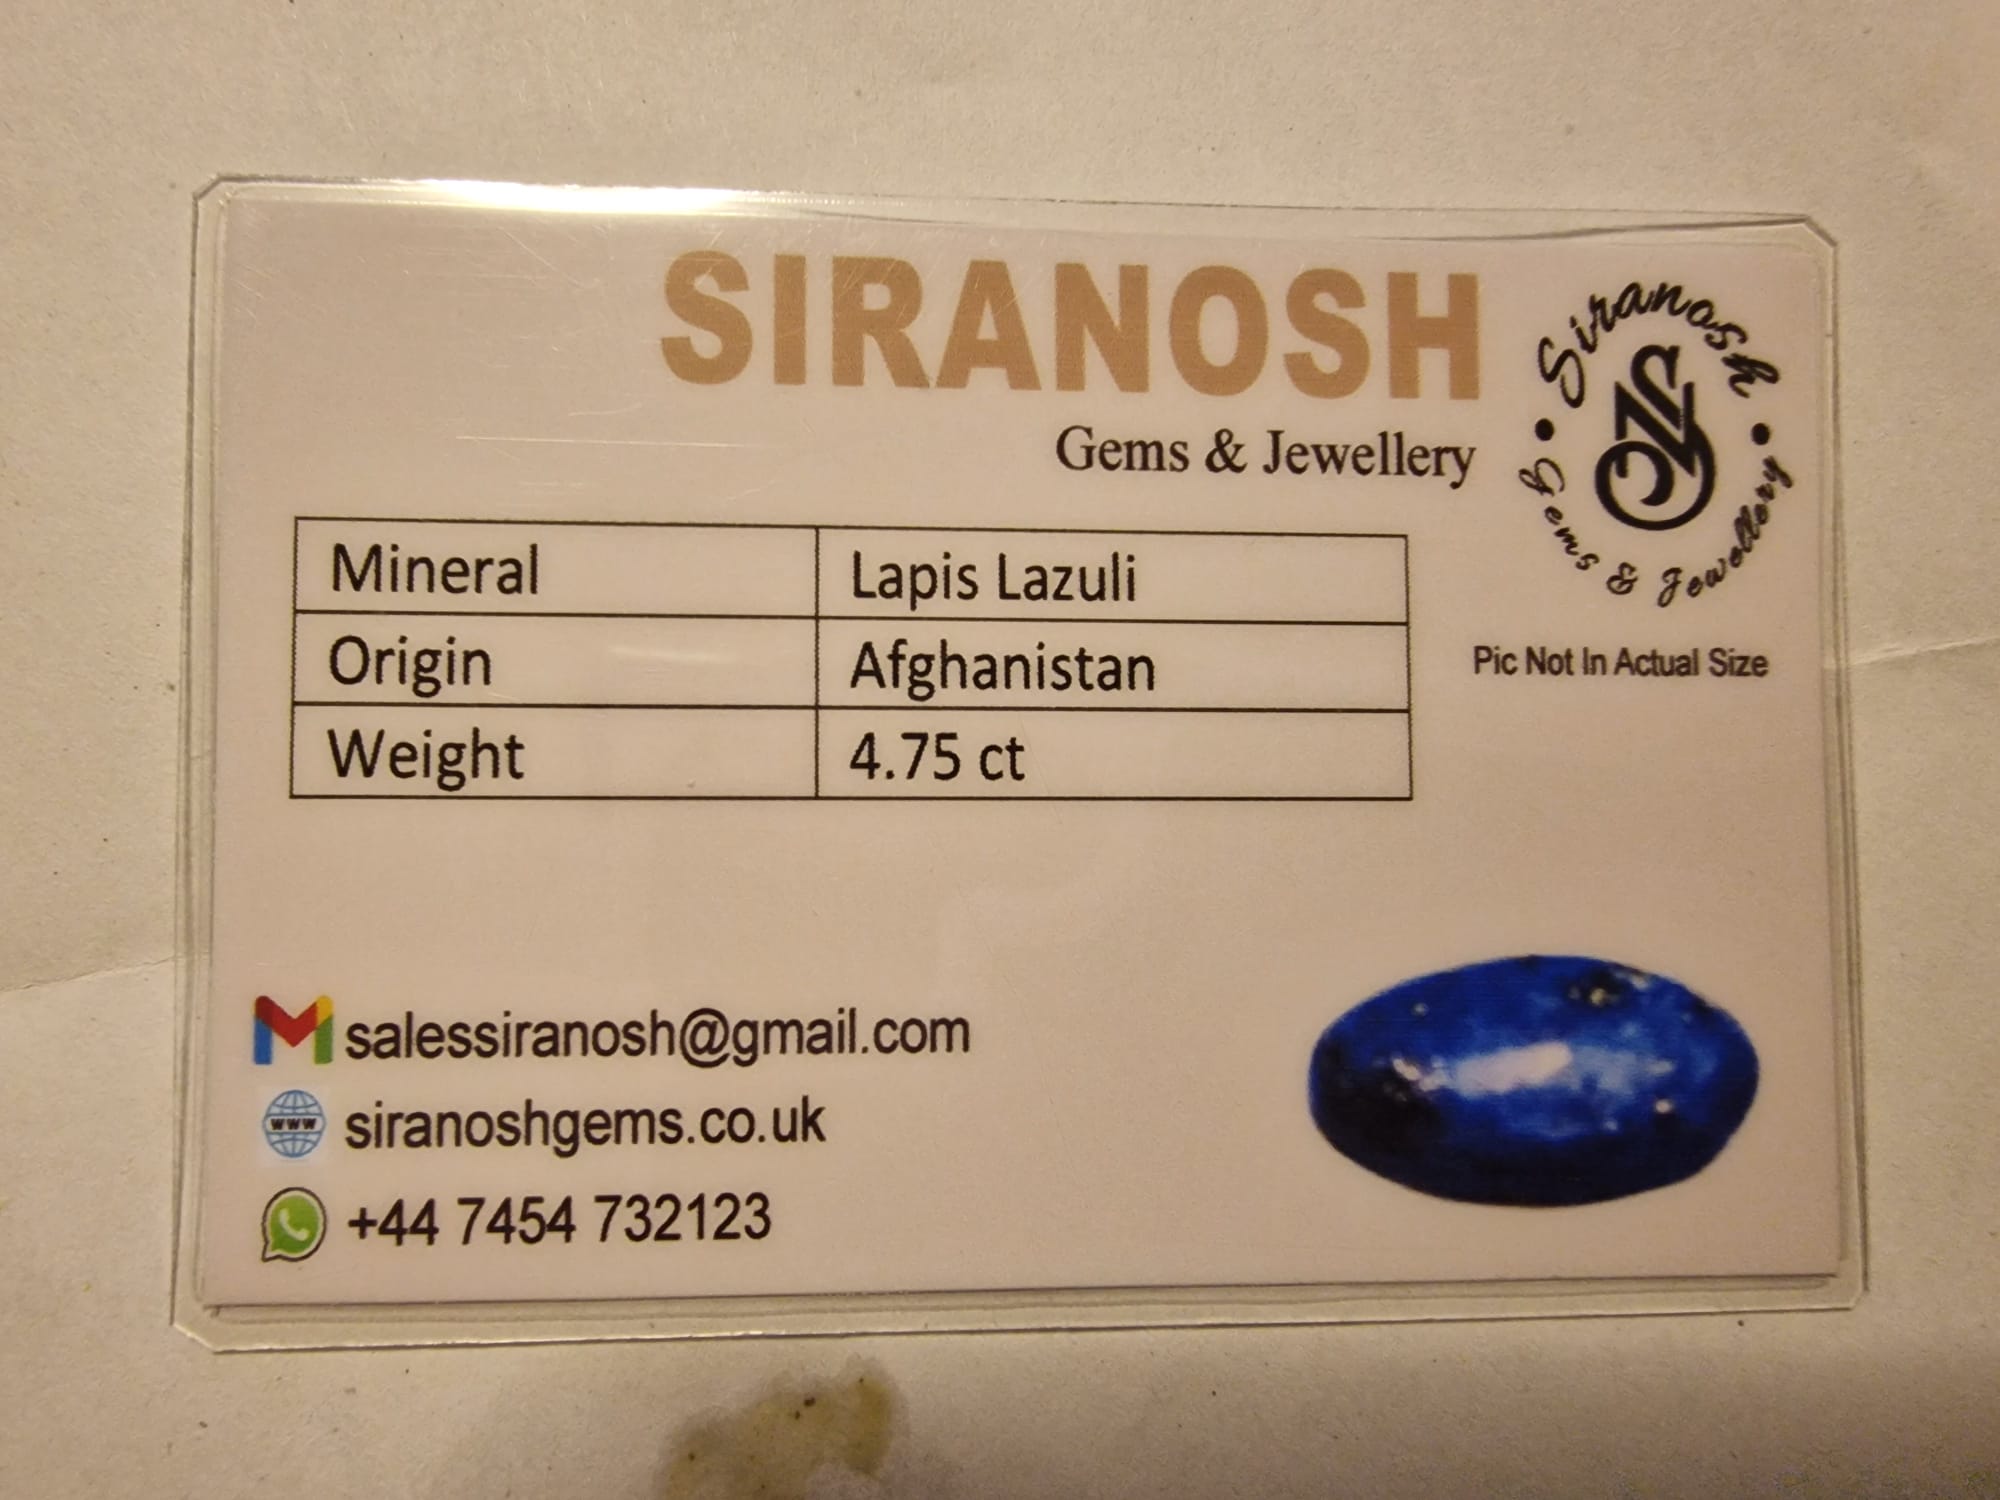 SIRANOSH
Gems & Jewellery
Siranosh
Gems & Jewellery
Mineral Lapis Lazuli
Origin Afghanistan
Weight 4.75 ct
Pic Not In Actual Size
salessiranosh@gmail.com
www siranoshgems.co.uk
+44 7454 732123